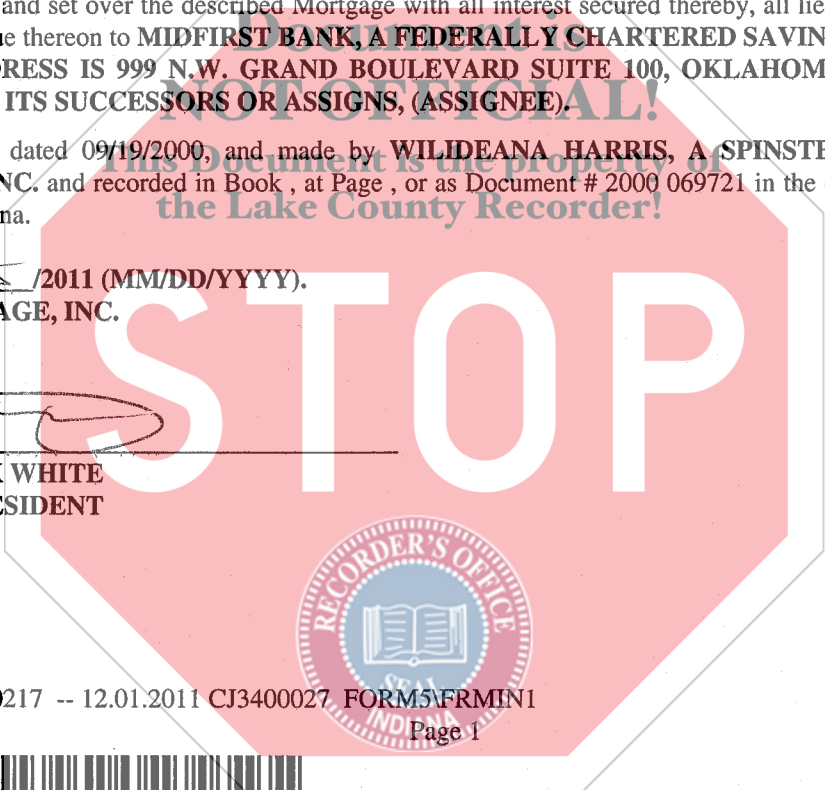 and set over the described Mortgage with all interest secured thereby, all lie
e thereon to MIDFIRST BANK, A FEDERALLY CHARTERED SAVIN
Document is
RESS IS 999 N.W. GRAND BOULEVARD SUITE 100, OKLAHOM
ITS SUCCESSORS OR ASSIGNS, (ASSIGNEE).
NOT OFFICIAL!
dated 09/19/2000, and made by WILIDEANA HARRIS, A SPINSTE
This Document is the property of
NC. and recorded in Book , at Page , or as Document # 2000 069721 in the
the Lake County Recorder!
na.
/2011 (MM/DD/YYYY).
AGE, INC.
STOP
WHITE
ESIDENT
RECORDER'S OFFICE
SEAL
INDIANA
0217 -- 12.01.2011 CJ3400027 FORM5\FRMIN1
Page 1